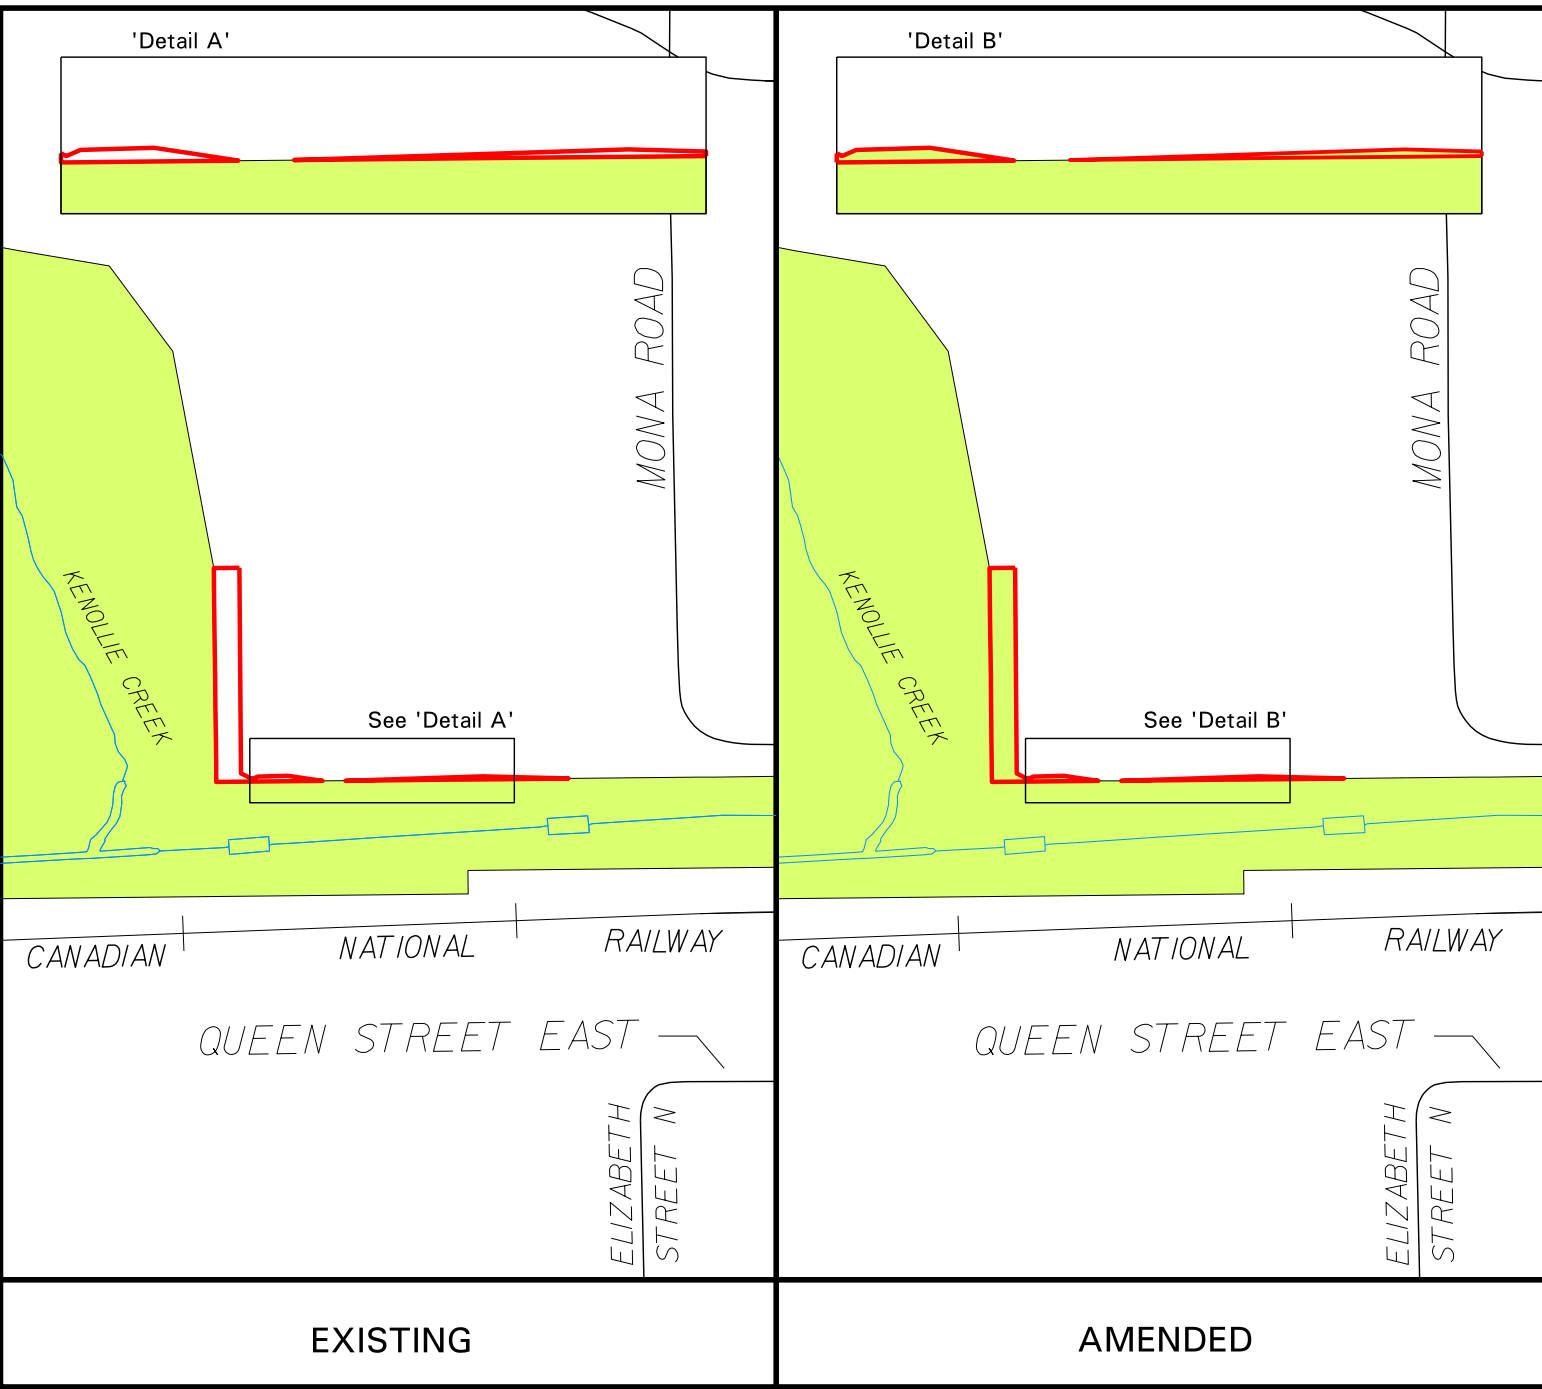 'Detail A'
MONA ROAD
KENOLLIE CREEK
See 'Detail A'
CANADIAN NATIONAL RAILWAY
QUEEN STREET EAST
ELIZABETH
STREET N
EXISTING
'Detail B'
MONA ROAD
KENOLLIE CREEK
See 'Detail B'
CANADIAN NATIONAL RAILWAY
QUEEN STREET EAST
ELIZABETH
STREET N
AMENDED